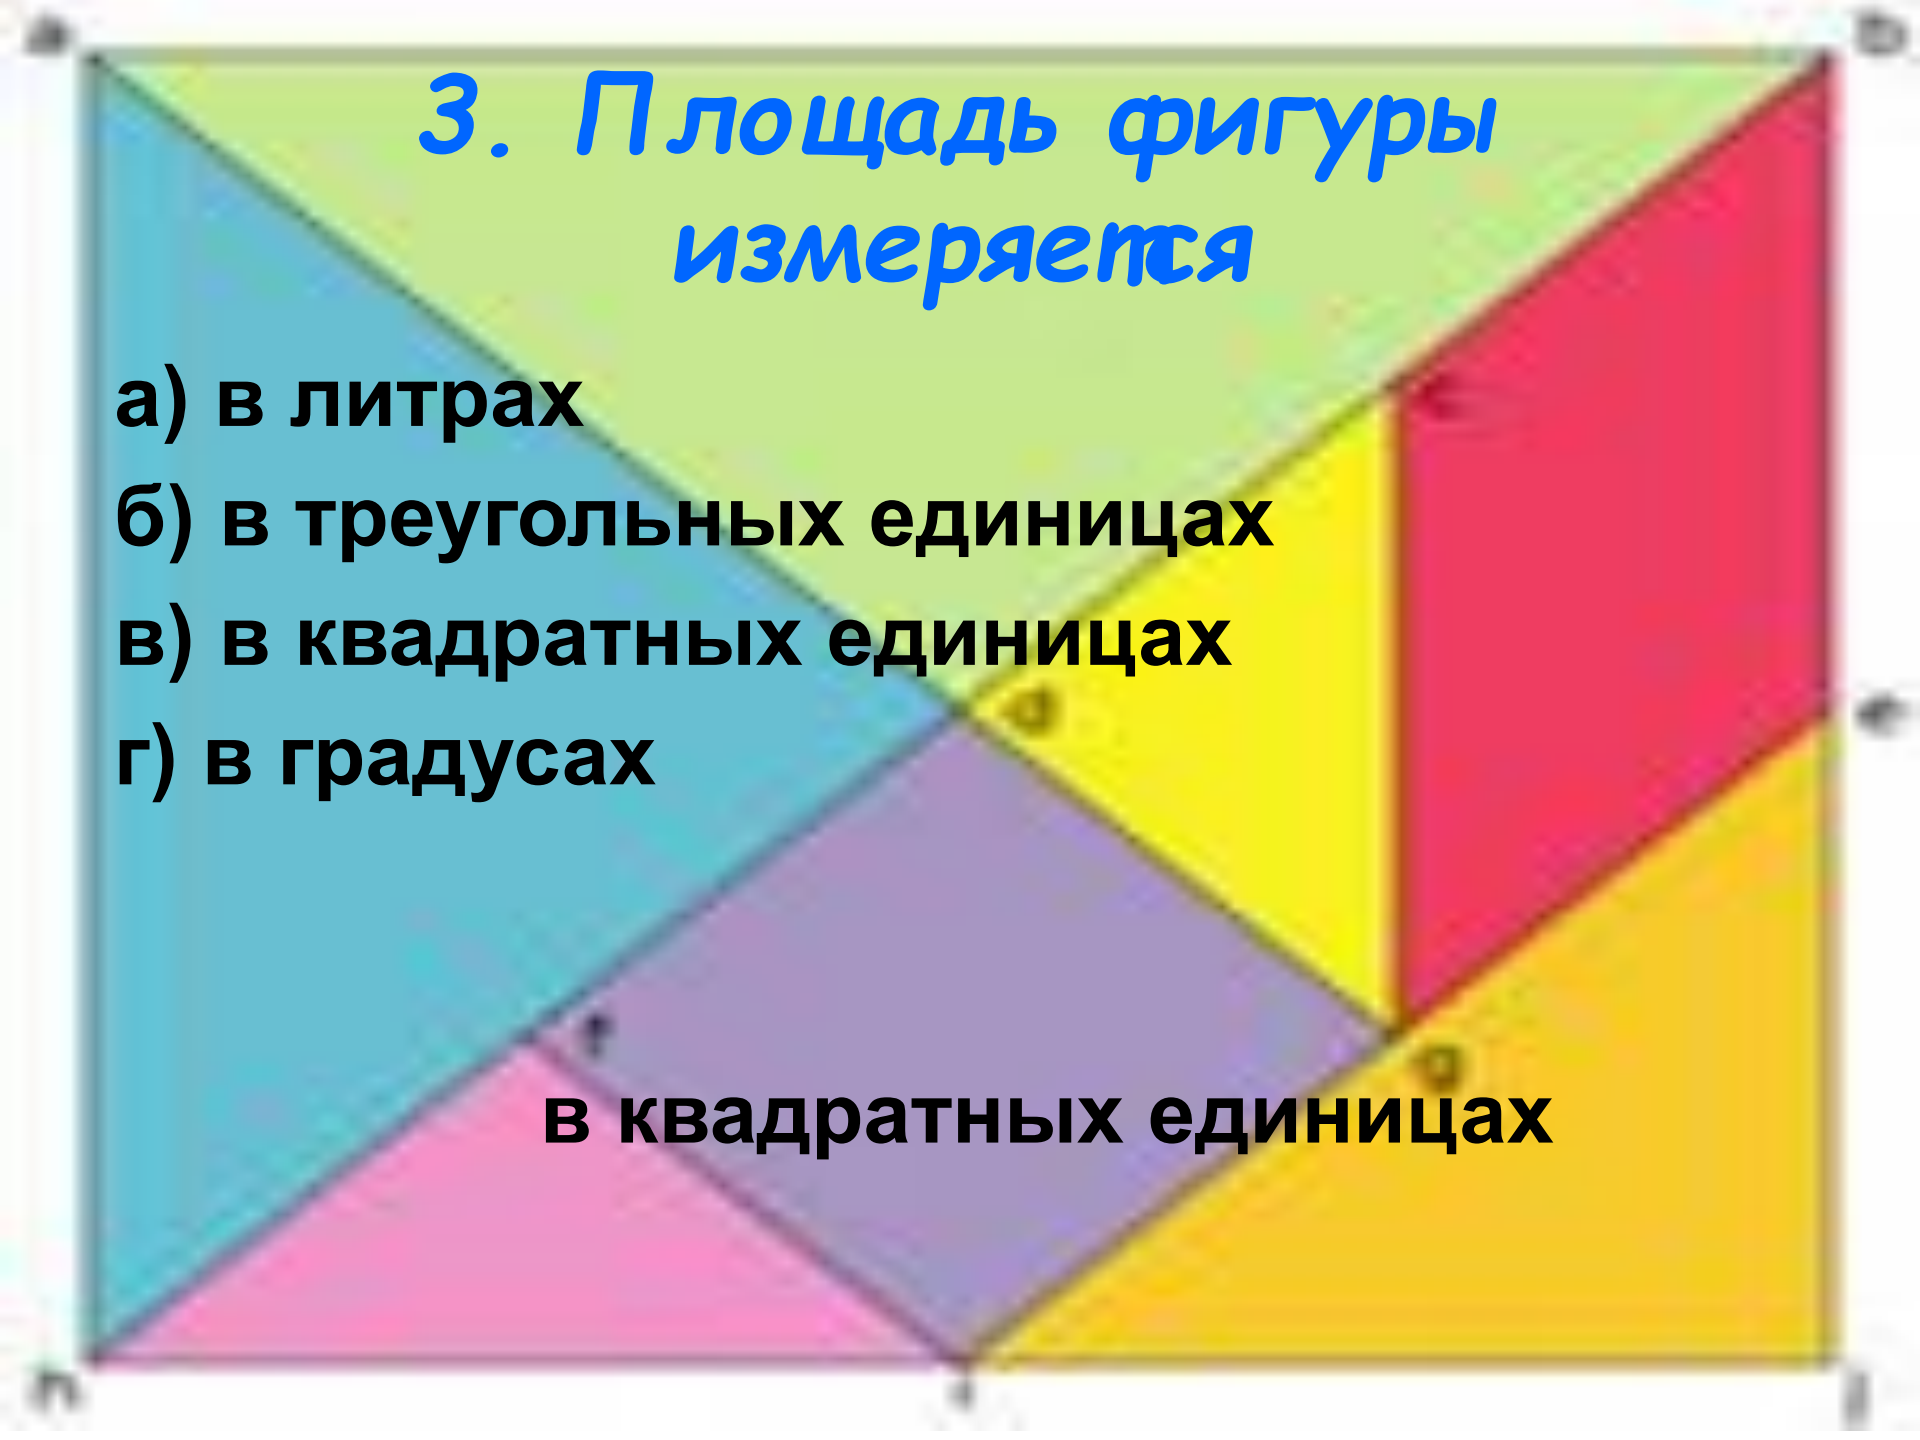 3. Площадь фигуры
измеряется
а) в литрах
б) в треугольных единицах
в) в квадратных единицах
г) в градусах
в квадратных единицах